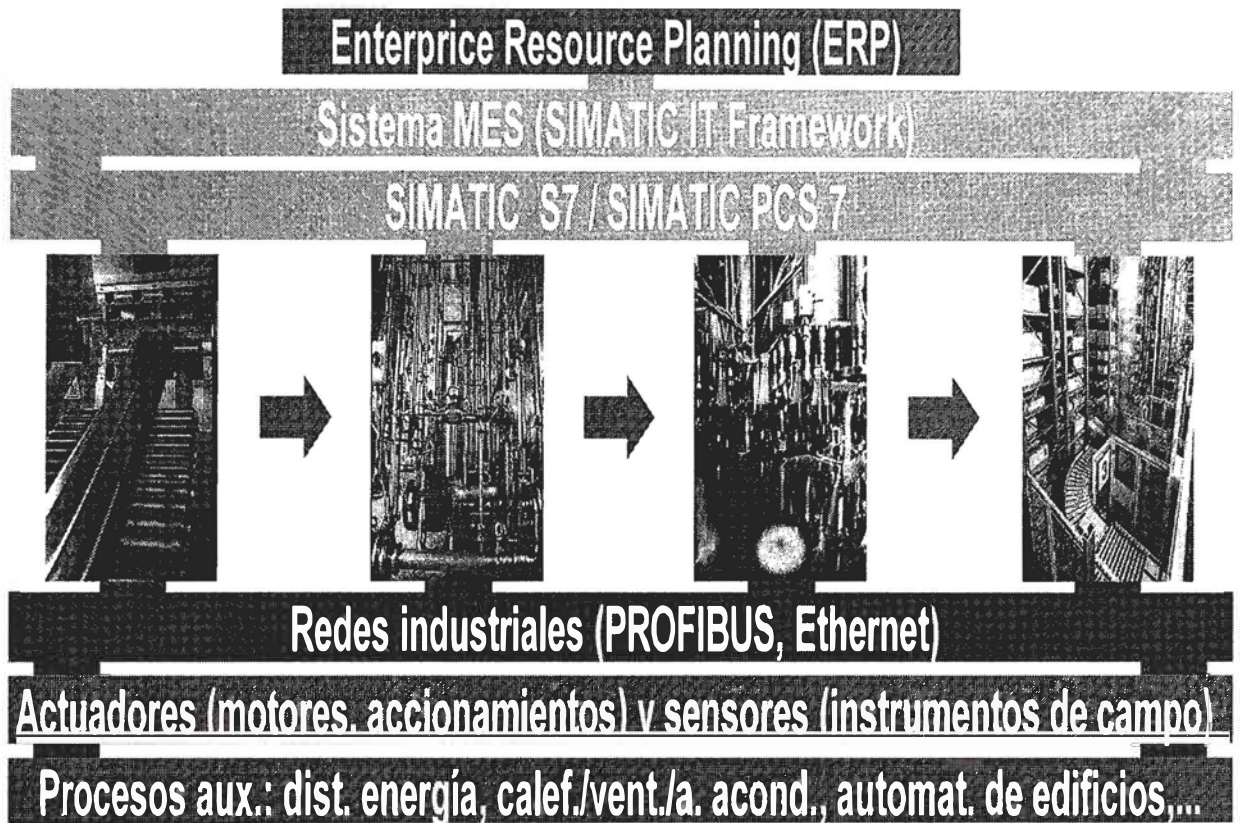 Enterprice Resource Planning (ERP)
Sistema MES (SIMATIC IT Framework)
SIMATIC S7 / SIMATIC PCS 7
Redes industriales (PROFIBUS, Ethernet)
Actuadores (motores. accionamientos) y sensores (instrumentos de campo)
Procesos aux.: dist. energía, calef./vent./a. acond., automat. de edificios,...